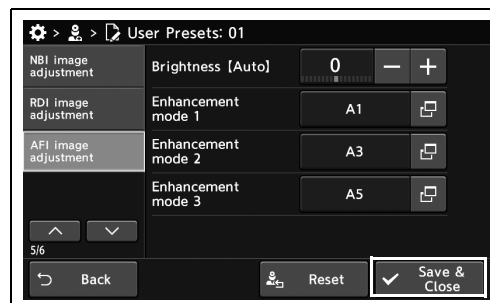 > > User Presets: 01
NBI image
adjustment
RDI image
adjustment
AFI image
adjustment
5/6
Brightness [Auto]
0
Enhancement
mode 1
A1
Enhancement
mode 2
A3
Enhancement
mode 3
A5
Back
Reset
Save &
Close